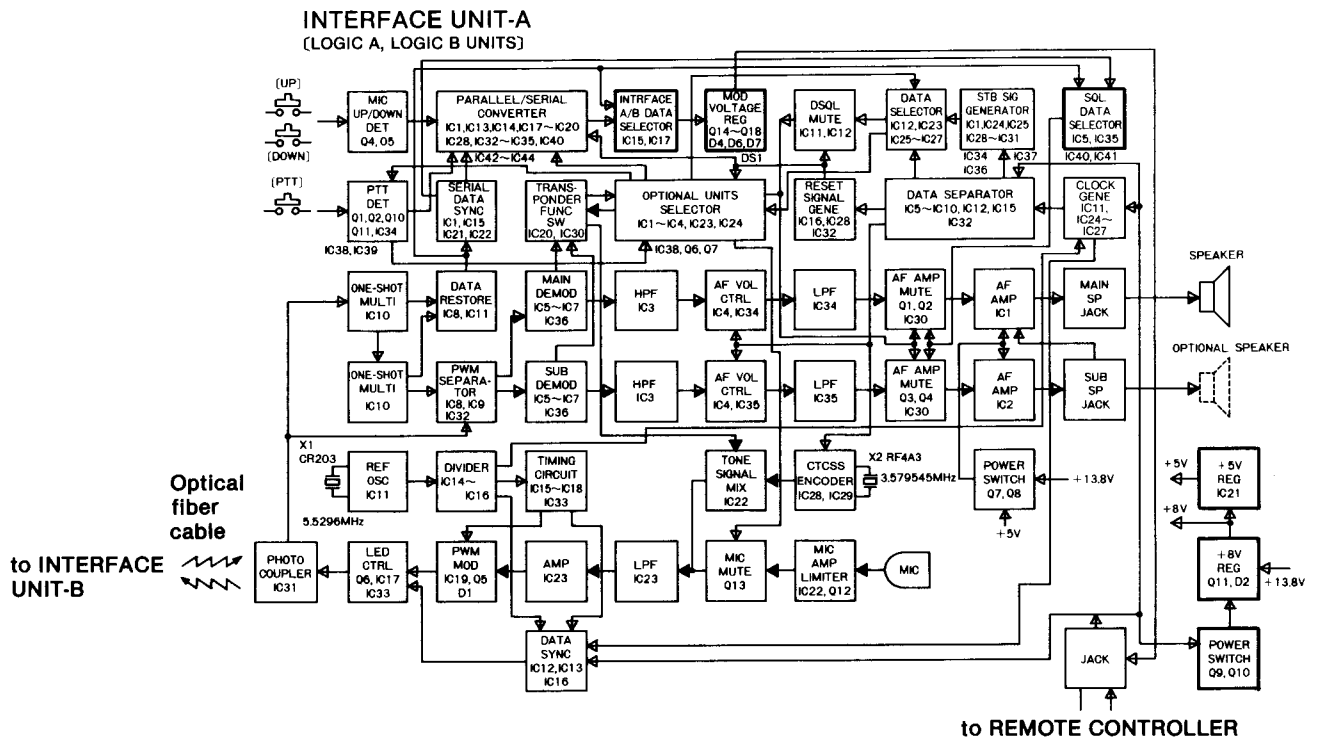 INTERFACE UNIT-A
(LOGIC A, LOGIC B UNITS)
(UP)
(DOWN)
MIC
UP/DOWN
DET
Q4, Q5
PARALLEL/SERIAL
CONVERTER
IC1, IC13, IC14, IC17~IC20
IC28, IC32~IC35, IC40
IC42~IC44
INTRFACE
A/B DATA
SELECTOR
IC15, IC17
MOD
VOLTAGE
REG
Q14~Q18
D4, D6, D7
DS1
DSQL
MUTE
IC11, IC12
DATA
SELECTOR
IC12, IC23
IC25~IC27
STB SIG
GENERATOR
IC1, IC24, IC25
IC28~IC31
IC34
IC36
IC37
SQL DATA
SELECTOR
IC5, IC35
IC40, IC41
(PTT)
PTT
DET
Q1, Q2, Q10
Q11, IC34
IC38, IC39
SERIAL
DATA
SYNC
IC1, IC15
IC21, IC22
TRANS-
PONDER
FUNC
SW
IC20, IC30
OPTIONAL UNITS
SELECTOR
IC1~IC4, IC23, IC24
IC38, Q6, Q7
RESET
SIGNAL
GENE
IC16, IC28
IC32
DATA SEPARATOR
IC5~IC10, IC12, IC15
IC32
CLOCK
GENE
IC11,
IC24~
IC27
ONE-SHOT
MULTI
IC10
DATA
RESTORE
IC8, IC11
MAIN
DEMOD
IC5~IC7
IC36
HPF
IC3
AF VOL
CTRL
IC4, IC34
LPF
IC34
AF AMP
MUTE
Q1, Q2
IC30
AF
AMP
IC1
MAIN
SP
JACK
SPEAKER
ONE-SHOT
MULTI
IC10
PWM
SEPARA-
TOR
IC8, IC9
IC32
SUB
DEMOD
IC5~IC7
IC36
HPF
IC3
AF VOL
CTRL
IC4, IC35
LPF
IC35
AF AMP
MUTE
Q3, Q4
IC30
AF
AMP
IC2
SUB
SP
JACK
OPTIONAL SPEAKER
X1
CR203
REF
OSC
IC11
5.5296MHz
DIVIDER
IC14~
IC16
TIMING
CIRCUIT
IC15~IC18
IC33
TONE
SIGNAL
MIX
IC22
CTCSS
ENCODER
IC28, IC29
X2 RF4A3
3.579545MHz
POWER
SWITCH
Q7, Q8
+13.8V
+5V
+5V
+5V
REG
IC21
+8V
+8V
REG
Q11, D2
+13.8V
POWER
SWITCH
Q9, Q10
Optical
fiber
cable
to INTERFACE
UNIT-B
PHOTO
COUPLER
IC31
LED
CTRL
Q6, IC17
IC33
PWM
MOD
IC19, Q5
D1
AMP
IC23
LPF
IC23
MIC
MUTE
Q13
MIC
AMP
LIMITER
IC22, Q12
MIC
DATA
SYNC
IC12, IC13
IC16
JACK
to REMOTE CONTROLLER